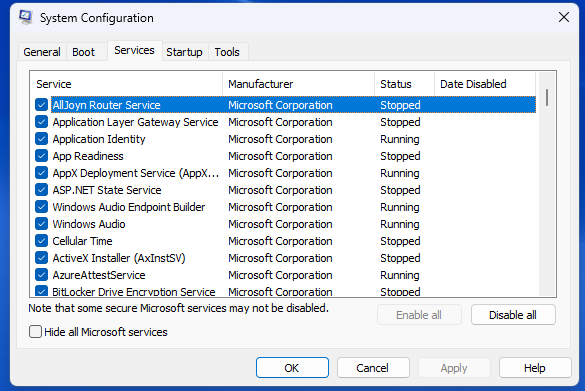 System Configuration
General Boot Services Startup Tools
Service Manufacturer Status Date Disabled
AllJoyn Router Service Microsoft Corporation Stopped
Application Layer Gateway Service Microsoft Corporation Stopped
Application Identity Microsoft Corporation Running
App Readiness Microsoft Corporation Stopped
AppX Deployment Service (AppX... Microsoft Corporation Running
ASP.NET State Service Microsoft Corporation Stopped
Windows Audio Endpoint Builder Microsoft Corporation Running
Windows Audio Microsoft Corporation Running
Cellular Time Microsoft Corporation Stopped
ActiveX Installer (AxInstSV) Microsoft Corporation Stopped
AzureAttestService Microsoft Corporation Running
BitLocker Drive Encryption Service Microsoft Corporation Stopped
Note that some secure Microsoft services may not be disabled.
Enable all Disable all
Hide all Microsoft services
OK Cancel Apply Help